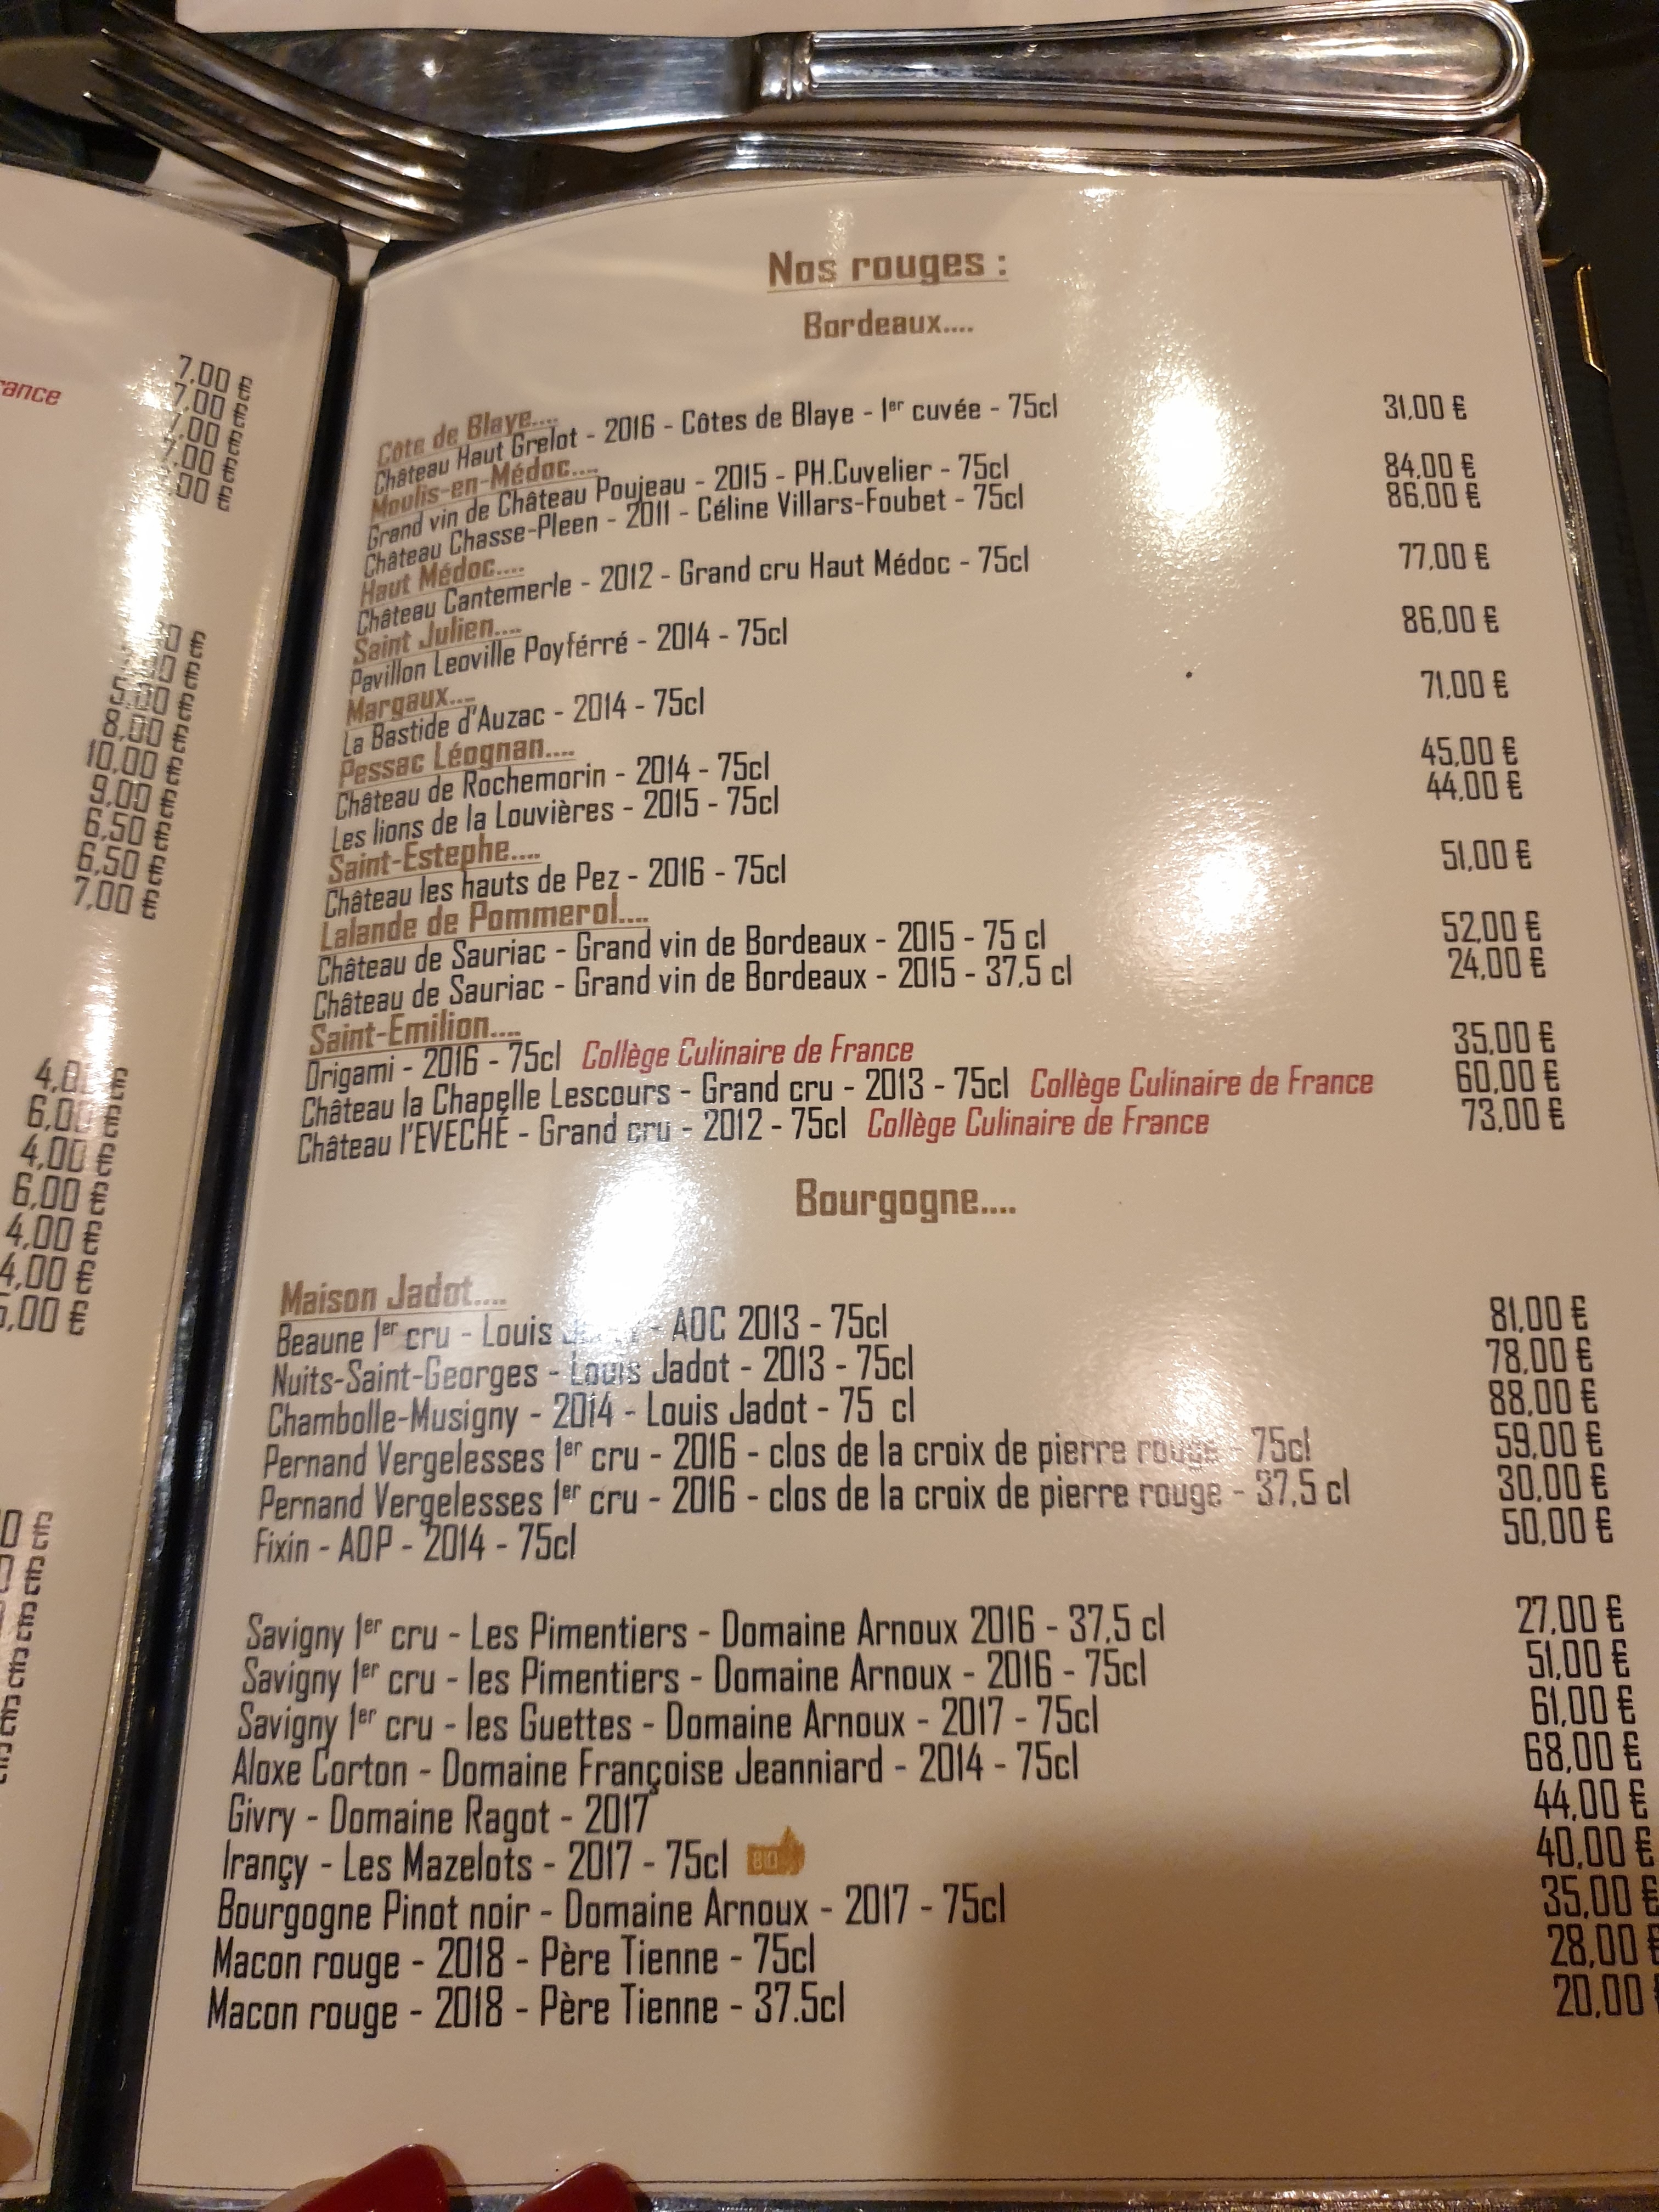 rance
7,00 €
7,00 €
7,00 €
7,00 €
,00 €
5,00 €
8,00 €
10,00 €
9,00 €
6,50 €
6,50 €
7,00 €
6,00 €
4,00 €
6,00 €
4,00 €
4,00 €
5,00 €
Nos rouges :
Bordeaux....
Côte de Blaye....
Château Haut Grelot - 2016 - Côtes de Blaye - 1er cuvée - 75cl 31,00 €
Moulis-en-Médoc....
Grand vin de Château Poujeau - 2015 - PH.Cuvelier - 75cl 84,00 €
Château Chasse-Pleen - 2011 - Céline Villars-Foubet - 75cl 86,00 €
Haut Médoc....
Château Cantemerle - 2012 - Grand cru Haut Médoc - 75cl 77,00 €
Saint Julien....
Pavillon Leoville Poyférré - 2014 - 75cl 86,00 €
Margaux....
La Bastide d'Auzac - 2014 - 75cl 71,00 €
Pessac Léognan....
Château de Rochemorin - 2014 - 75cl 45,00 €
Les lions de la Louvières - 2015 - 75cl 44,00 €
Saint-Estephe....
Château les hauts de Pez - 2016 - 75cl 51,00 €
Lalande de Pommerol....
Château de Sauriac - Grand vin de Bordeaux - 2015 - 75 cl 52,00 €
Château de Sauriac - Grand vin de Bordeaux - 2015 - 37,5 cl 24,00 €
Saint-Emilion....
Origami - 2016 - 75cl Collège Culinaire de France 35,00 €
Château la Chapelle Lescours - Grand cru - 2013 - 75cl Collège Culinaire de France 60,00 €
Château l'EVECHÉ - Grand cru - 2012 - 75cl Collège Culinaire de France 73,00 €
Bourgogne....
Maison Jadot....
Beaune 1er cru - Louis - AOC 2013 - 75cl 81,00 €
Nuits-Saint-Georges - Louis Jadot - 2013 - 75cl 78,00 €
Chambolle-Musigny - 2014 - Louis Jadot - 75 cl 88,00 €
Pernand Vergelesses 1er cru - 2016 - clos de la croix de pierre rouge - 75cl 59,00 €
Pernand Vergelesses 1er cru - 2016 - clos de la croix de pierre rouge - 37,5 cl 30,00 €
Fixin - AOP - 2014 - 75cl 50,00 €
Savigny 1er cru - Les Pimentiers - Domaine Arnoux 2016 - 37,5 cl 27,00 €
Savigny 1er cru - les Pimentiers - Domaine Arnoux - 2016 - 75cl 51,00 €
Savigny 1er cru - les Guettes - Domaine Arnoux - 2017 - 75cl 61,00 €
Aloxe Corton - Domaine Françoise Jeanniard - 2014 - 75cl 68,00 €
Givry - Domaine Ragot - 2017 44,00 €
Irançy - Les Mazelots - 2017 - 75cl BIO 40,00 €
Bourgogne Pinot noir - Domaine Arnoux - 2017 - 75cl 35,00 €
Macon rouge - 2018 - Père Tienne - 75cl 28,00 €
Macon rouge - 2018 - Père Tienne - 37.5cl 20,00